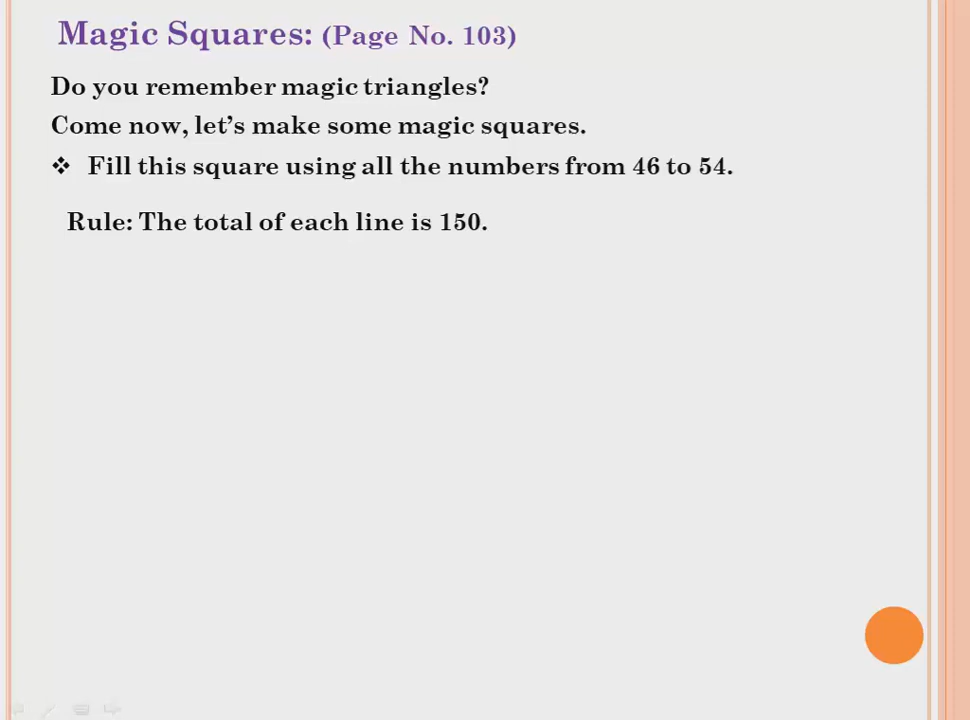 Magic Squares: (Page No. 103)
Do you remember magic triangles?
Come now, let’s make some magic squares.
❖ Fill this square using all the numbers from 46 to 54.
Rule: The total of each line is 150.